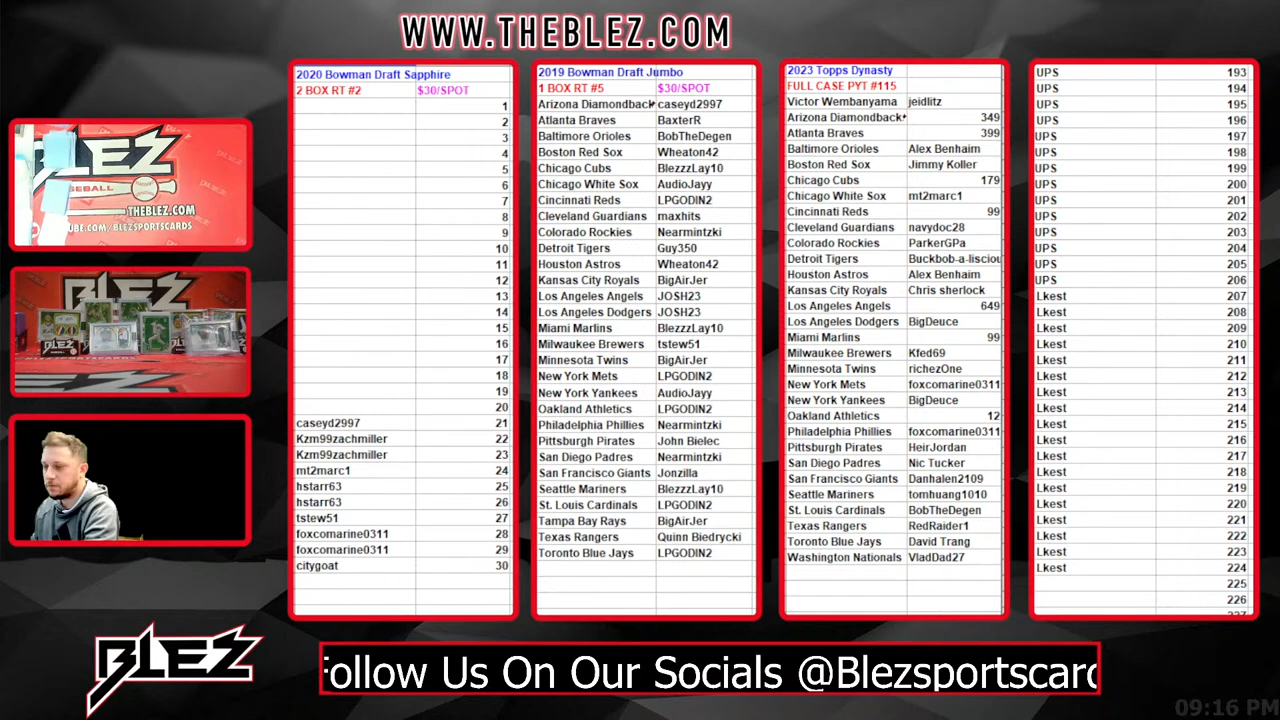 WWW.THEBLEZ.COM
BLEZ
BASEBALL
THEBLEZ.COM
UBE.COM/BLEZSPORTSCARDS
BLEZ
BLEZ
2020 Bowman Draft Sapphire
2 BOX RT #2 $30/SPOT
1
2
3
4
5
6
7
8
9
10
11
12
13
14
15
16
17
18
19
20
caseyd2997 21
Kzm99zachmiller 22
Kzm99zachmiller 23
mt2marc1 24
hstarr63 25
hstarr63 26
tstew51 27
foxcomarine0311 28
foxcomarine0311 29
citygoat 30
2019 Bowman Draft Jumbo
1 BOX RT #5 $30/SPOT
Arizona Diamondback caseyd2997
Atlanta Braves BaxterR
Baltimore Orioles BobTheDegen
Boston Red Sox Wheaton42
Chicago Cubs BlezzzLay10
Chicago White Sox AudioJayy
Cincinnati Reds LPGODIN2
Cleveland Guardians maxhits
Colorado Rockies Nearmintzki
Detroit Tigers Guy350
Houston Astros Wheaton42
Kansas City Royals BigAirJer
Los Angeles Angels JOSH23
Los Angeles Dodgers JOSH23
Miami Marlins BlezzzLay10
Milwaukee Brewers tstew51
Minnesota Twins BigAirJer
New York Mets LPGODIN2
New York Yankees AudioJayy
Oakland Athletics LPGODIN2
Philadelphia Phillies Nearmintzki
Pittsburgh Pirates John Bielec
San Diego Padres Nearmintzki
San Francisco Giants Jonzilla
Seattle Mariners BlezzzLay10
St. Louis Cardinals LPGODIN2
Tampa Bay Rays BigAirJer
Texas Rangers Quinn Biedrycki
Toronto Blue Jays LPGODIN2
2023 Topps Dynasty
FULL CASE PYT #115
Victor Wembanyama jeidlitz
Arizona Diamondback 349
Atlanta Braves 399
Baltimore Orioles Alex Benhaim
Boston Red Sox Jimmy Koller
Chicago Cubs 179
Chicago White Sox mt2marc1
Cincinnati Reds 99
Cleveland Guardians navydoc28
Colorado Rockies ParkerGPa
Detroit Tigers Buckbob-a-lisciou
Houston Astros Alex Benhaim
Kansas City Royals Chris sherlock
Los Angeles Angels 649
Los Angeles Dodgers BigDeuce
Miami Marlins 99
Milwaukee Brewers Kfed69
Minnesota Twins richezOne
New York Mets foxcomarine0311
New York Yankees BigDeuce
Oakland Athletics 12
Philadelphia Phillies foxcomarine0311
Pittsburgh Pirates HeirJordan
San Diego Padres Nic Tucker
San Francisco Giants Danhalen2109
Seattle Mariners tomhuang1010
St. Louis Cardinals BobTheDegen
Texas Rangers RedRaider1
Toronto Blue Jays David Trang
Washington Nationals VladDad27
UPS 193
UPS 194
UPS 195
UPS 196
UPS 197
UPS 198
UPS 199
UPS 200
UPS 201
UPS 202
UPS 203
UPS 204
UPS 205
UPS 206
Lkest 207
Lkest 208
Lkest 209
Lkest 210
Lkest 211
Lkest 212
Lkest 213
Lkest 214
Lkest 215
Lkest 216
Lkest 217
Lkest 218
Lkest 219
Lkest 220
Lkest 221
Lkest 222
Lkest 223
Lkest 224
225
226
227
BLEZ
follow Us On Our Socials @Blezsportscard
09:16 PM